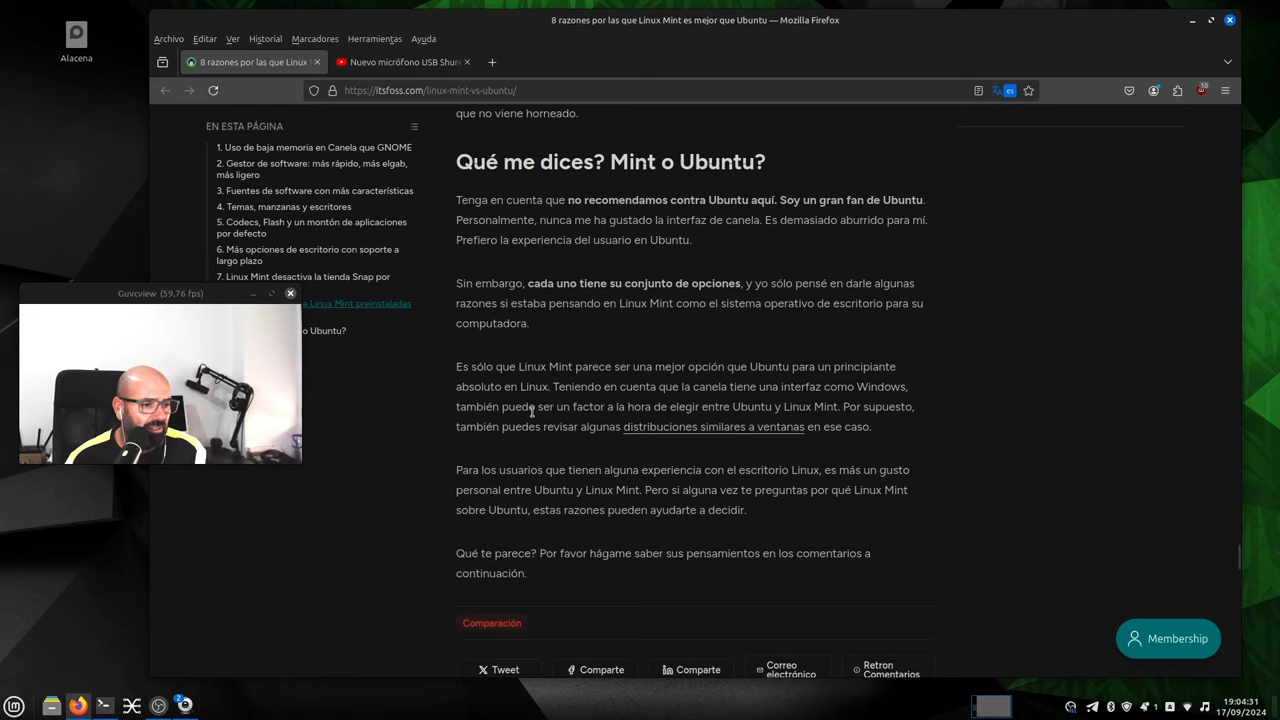 Alacena
8 razones por las que Linux Mint es mejor que Ubuntu — Mozilla Firefox
Archivo Editar Ver Historial Marcadores Herramientas Ayuda
8 razones por las que Linux
Nuevo micrófono USB Shure
https://itsfoss.com/linux-mint-vs-ubuntu/
es
10
que no viene horneado.
EN ESTA PÁGINA
1. Uso de baja memoria en Canela que GNOME
2. Gestor de software: más rápido, más elgab,
más ligero
3. Fuentes de software con más características
4. Temas, manzanas y escritores
5. Codecs, Flash y un montón de aplicaciones
por defecto
6. Más opciones de escritorio con soporte a
largo plazo
7. Linux Mint desactiva la tienda Snap por
e Linux Mint preinstaladas
o Ubuntu?
Guvcview (59,76 fps)
Qué me dices? Mint o Ubuntu?
Tenga en cuenta que no recomendamos contra Ubuntu aquí. Soy un gran fan de Ubuntu.
Personalmente, nunca me ha gustado la interfaz de canela. Es demasiado aburrido para mí.
Prefiero la experiencia del usuario en Ubuntu.
Sin embargo, cada uno tiene su conjunto de opciones, y yo sólo pensé en darle algunas
razones si estaba pensando en Linux Mint como el sistema operativo de escritorio para su
computadora.
Es sólo que Linux Mint parece ser una mejor opción que Ubuntu para un principiante
absoluto en Linux. Teniendo en cuenta que la canela tiene una interfaz como Windows,
también puede ser un factor a la hora de elegir entre Ubuntu y Linux Mint. Por supuesto,
también puedes revisar algunas distribuciones similares a ventanas en ese caso.
Para los usuarios que tienen alguna experiencia con el escritorio Linux, es más un gusto
personal entre Ubuntu y Linux Mint. Pero si alguna vez te preguntas por qué Linux Mint
sobre Ubuntu, estas razones pueden ayudarte a decidir.
Qué te parece? Por favor hágame saber sus pensamientos en los comentarios a
continuación.
Comparación
Tweet
Comparte
Comparte
Correo
electrónico
Retron
Comentarios
Membership
2
1
A
19:04:31
17/09/2024